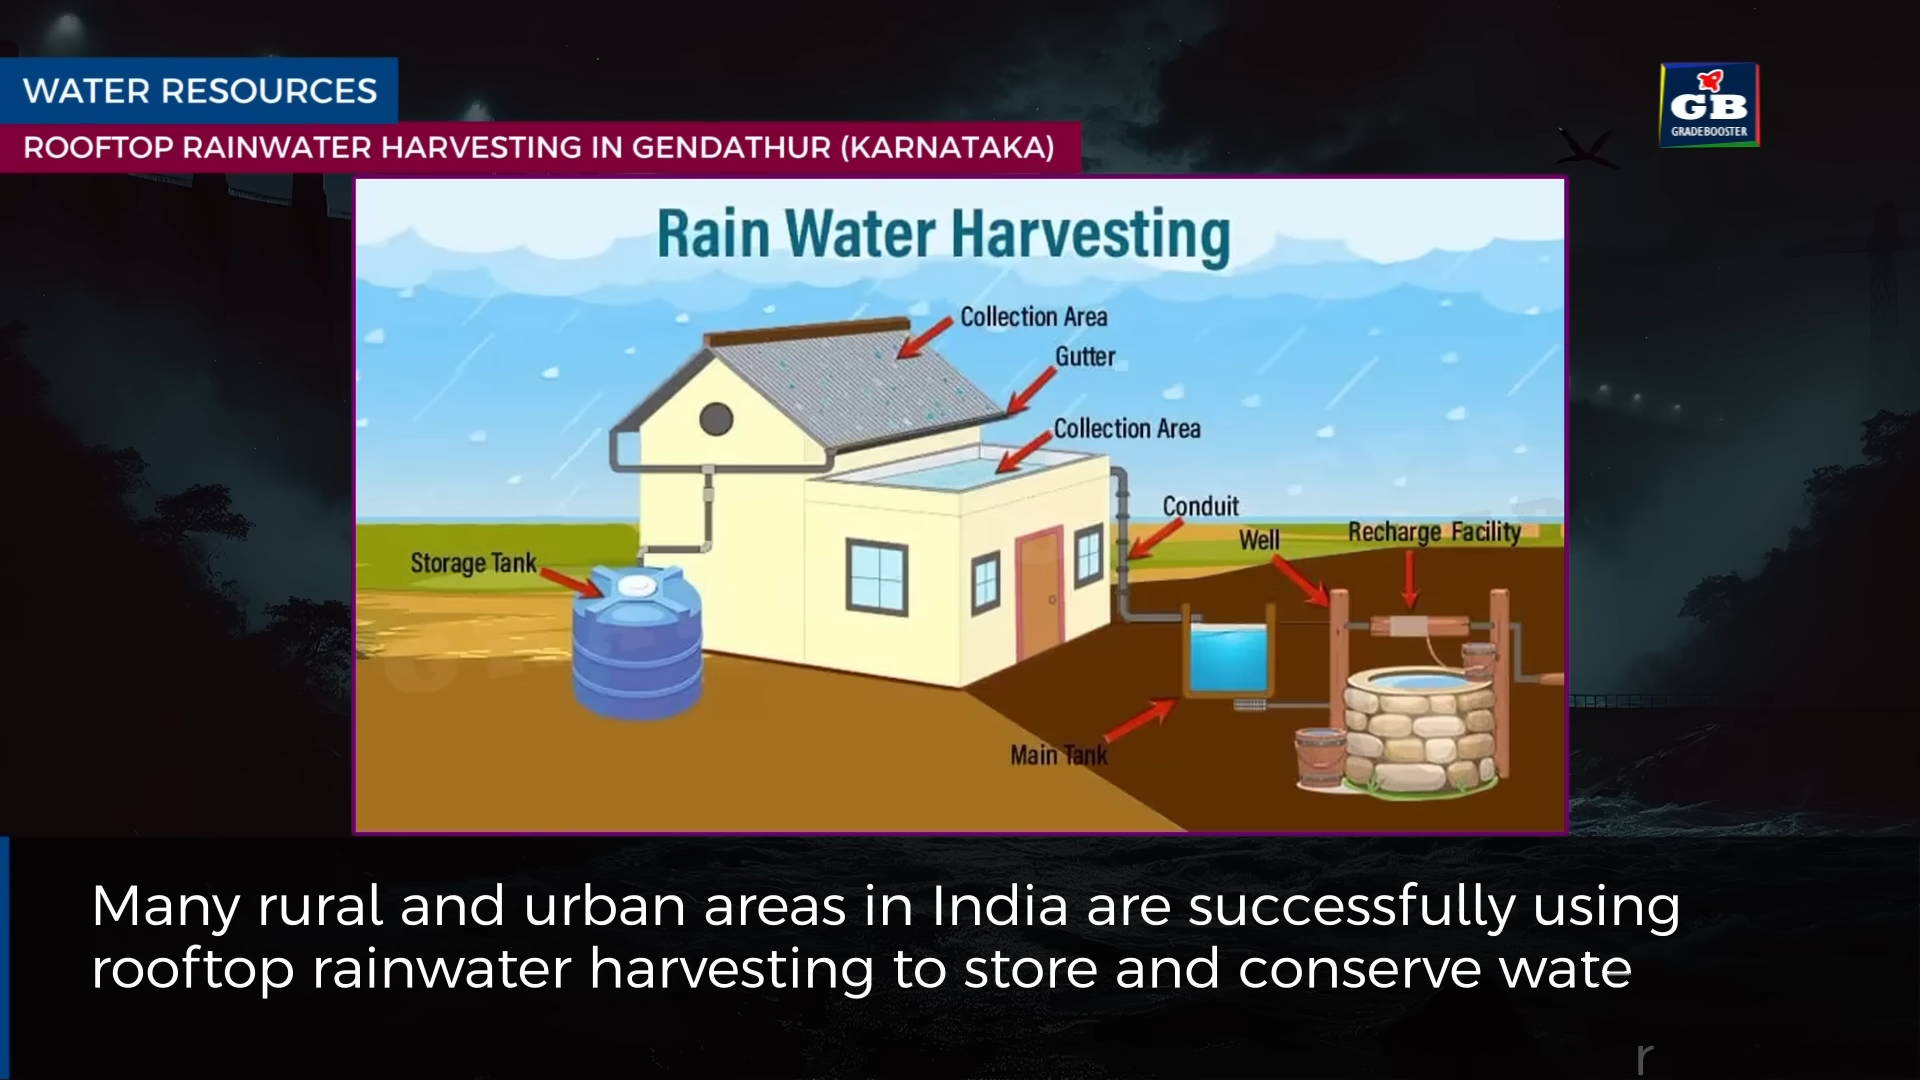 WATER RESOURCES
ROOFTOP RAINWATER HARVESTING IN GENDATHUR (KARNATAKA)
GB
GRADEBOOSTER
Rain Water Harvesting
Collection Area
Gutter
Collection Area
Conduit
Well
Recharge Facility
Storage Tank
Main Tank
Many rural and urban areas in India are successfully using
rooftop rainwater harvesting to store and conserve wate
r